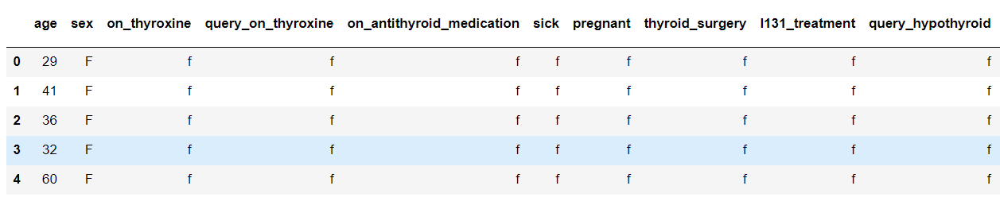 age sex on_thyroxine query_on_thyroxine on_antithyroid_medication sick pregnant thyroid_surgery I131_treatment query_hypothyroid
0 29 F f f f f f f f f
1 41 F f f f f f f f f
2 36 F f f f f f f f f
3 32 F f f f f f f f f
4 60 F f f f f f f f f